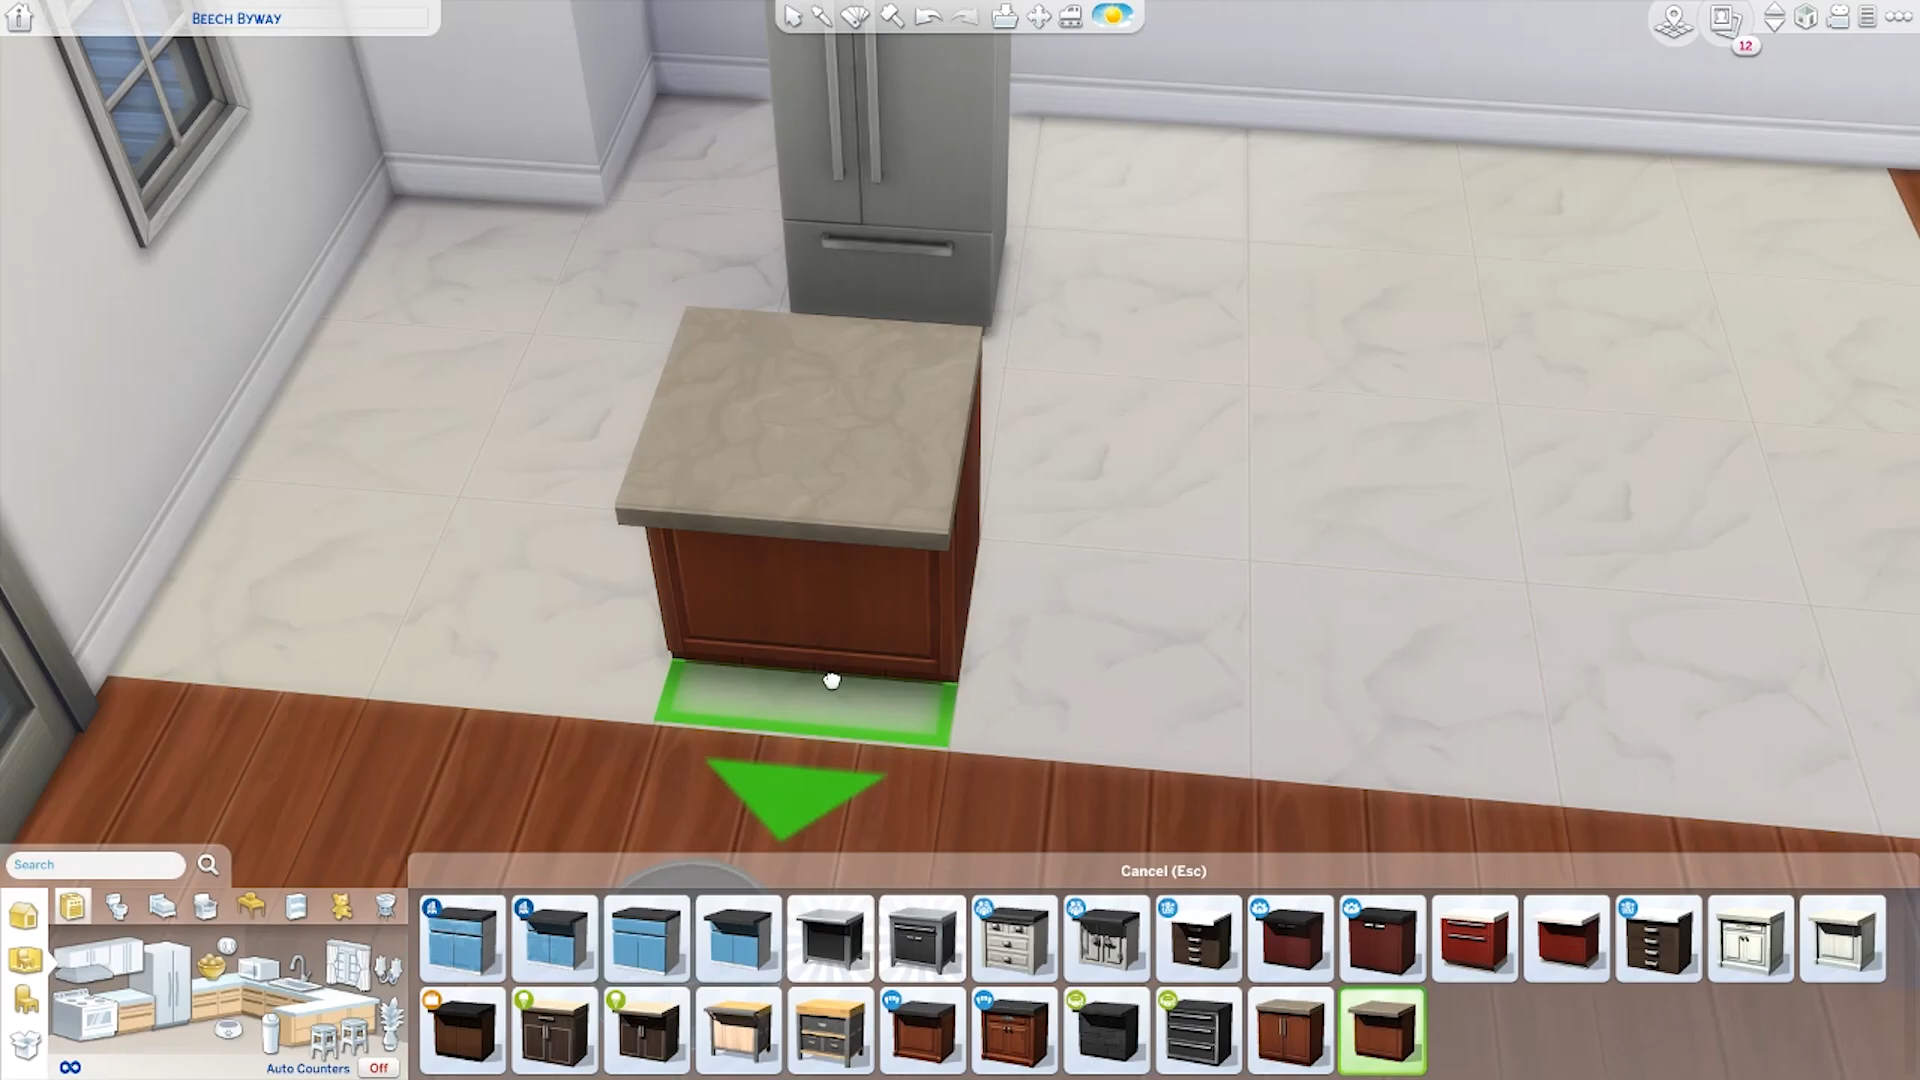 BEECH BYWAY
12
Search
Cancel (Esc)
Auto Counters Off